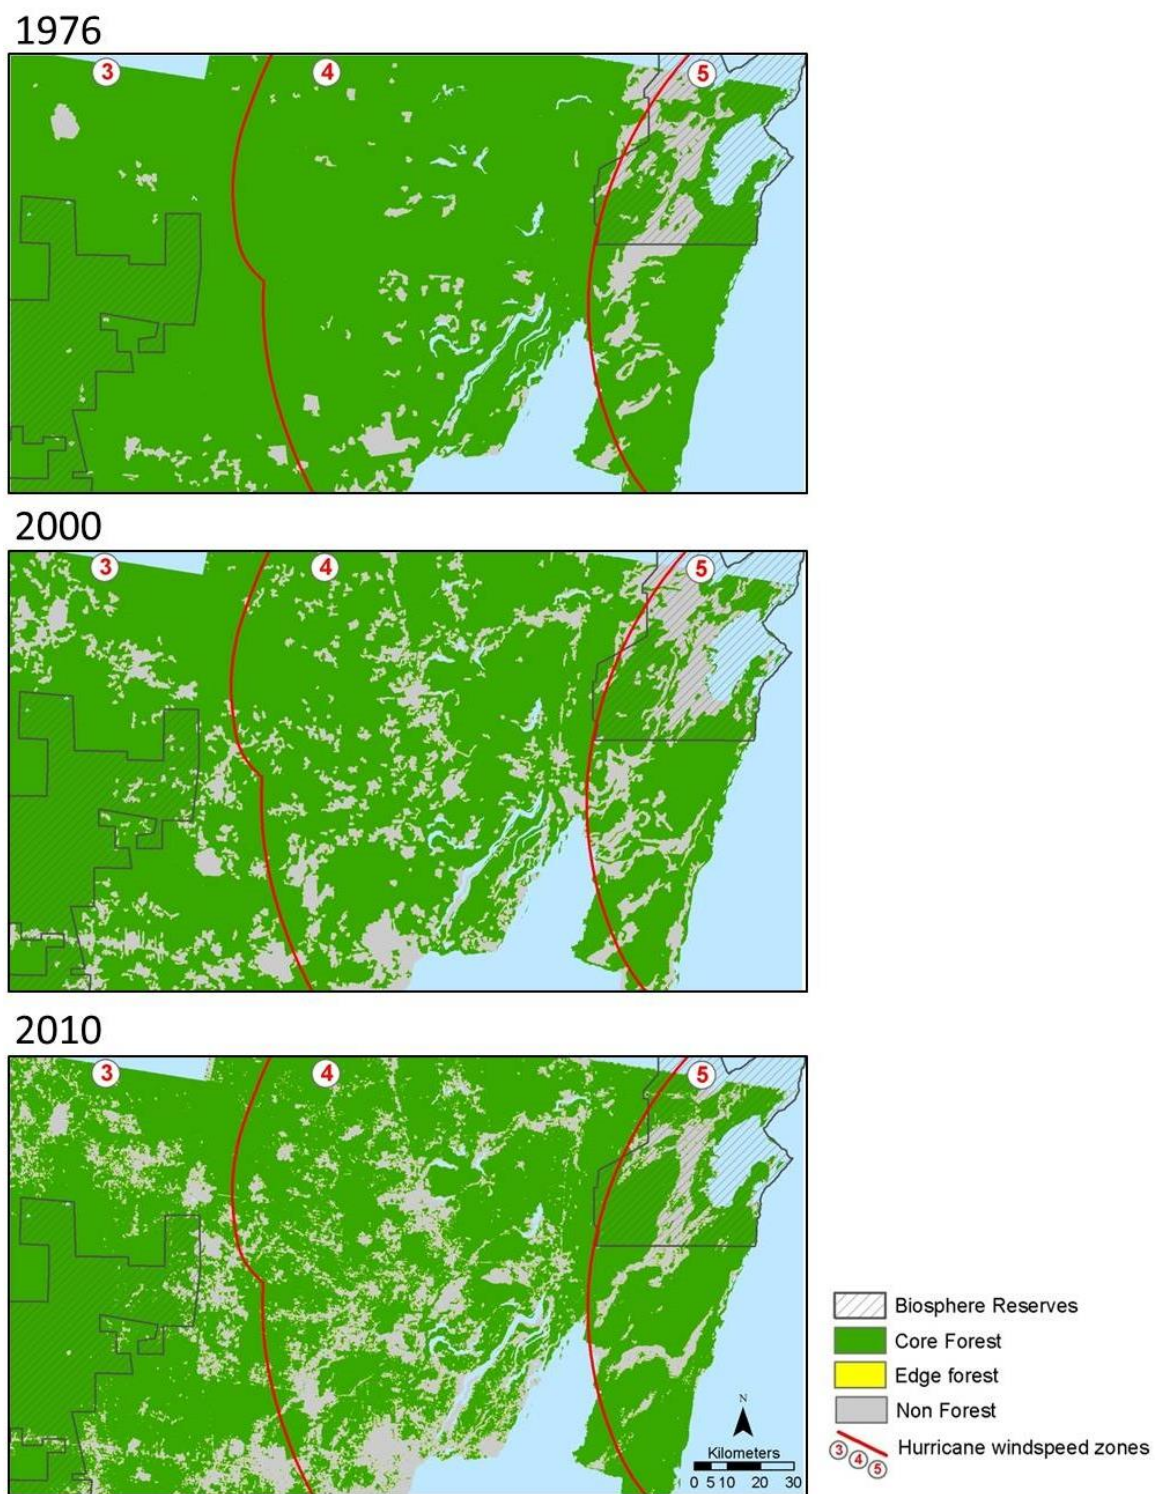 1976
3 4 5
2000
3 4 5
2010
3 4 5
Biosphere Reserves
Core Forest
Edge forest
Non Forest
3 4 5 Hurricane windspeed zones
N
Kilometers
0 5 10 20 30